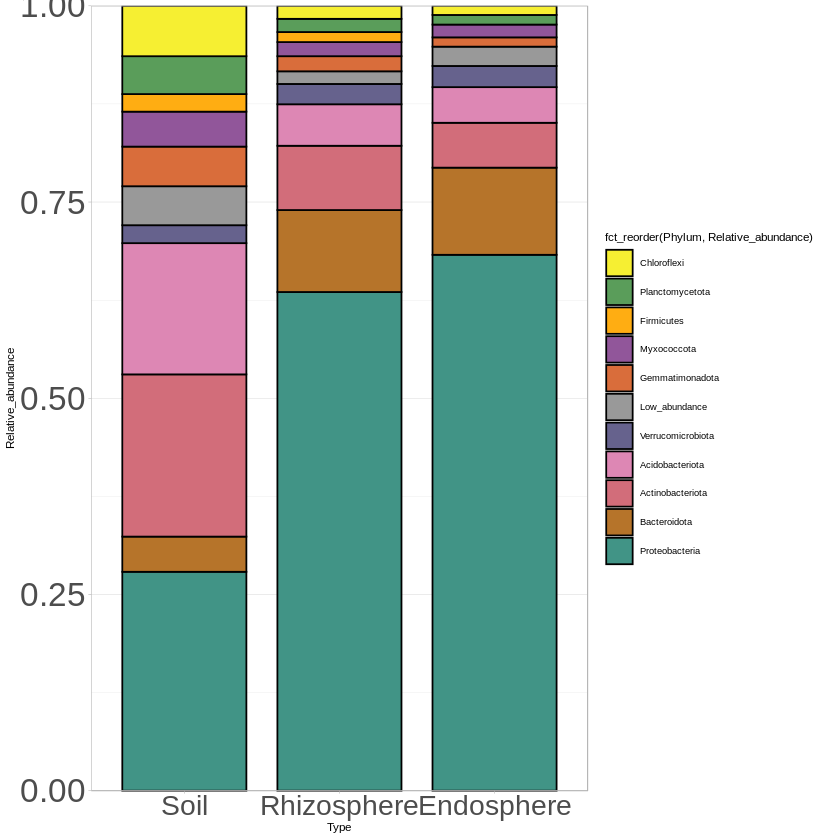 1.00
0.75
0.50
0.25
0.00
Relative_abundance
Soil
Rhizosphere
Endosphere
Type
fct_reorder(Phylum, Relative_abundance)
Chloroflexi
Planctomycetota
Firmicutes
Myxococcota
Gemmatimonadota
Low_abundance
Verrucomicrobiota
Acidobacteriota
Actinobacteriota
Bacteroidota
Proteobacteria